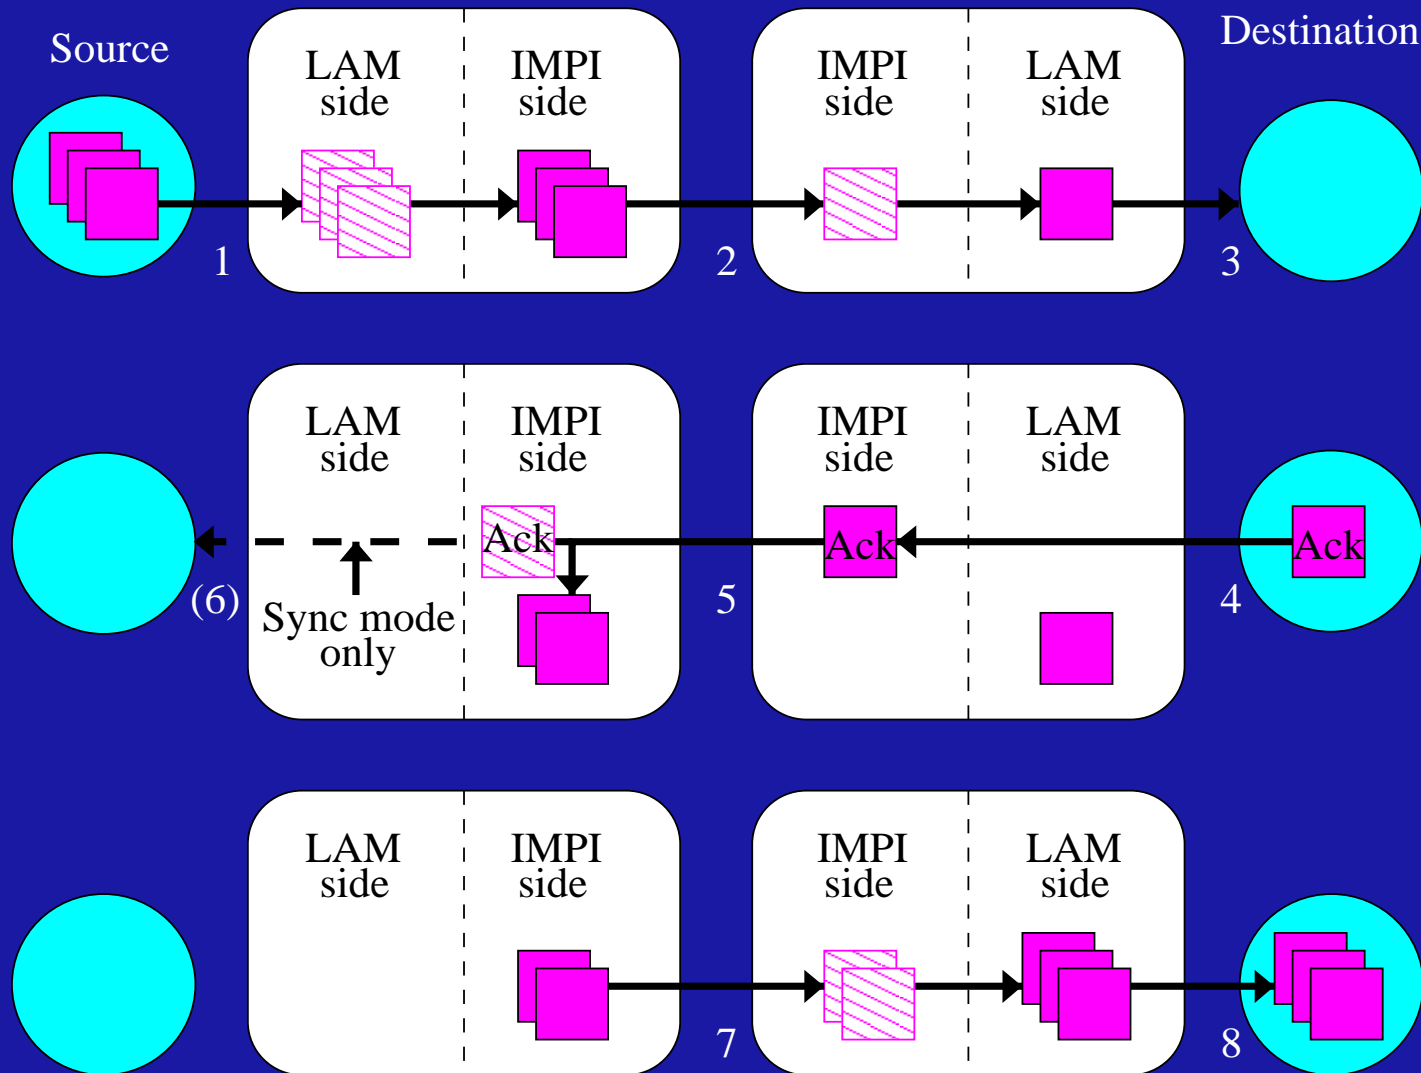 Source
Destination
LAM
side
IMPI
side
IMPI
side
LAM
side
1
2
3
LAM
side
IMPI
side
IMPI
side
LAM
side
Ack
Ack
Ack
(6)
Sync mode
only
5
4
LAM
side
IMPI
side
IMPI
side
LAM
side
7
8